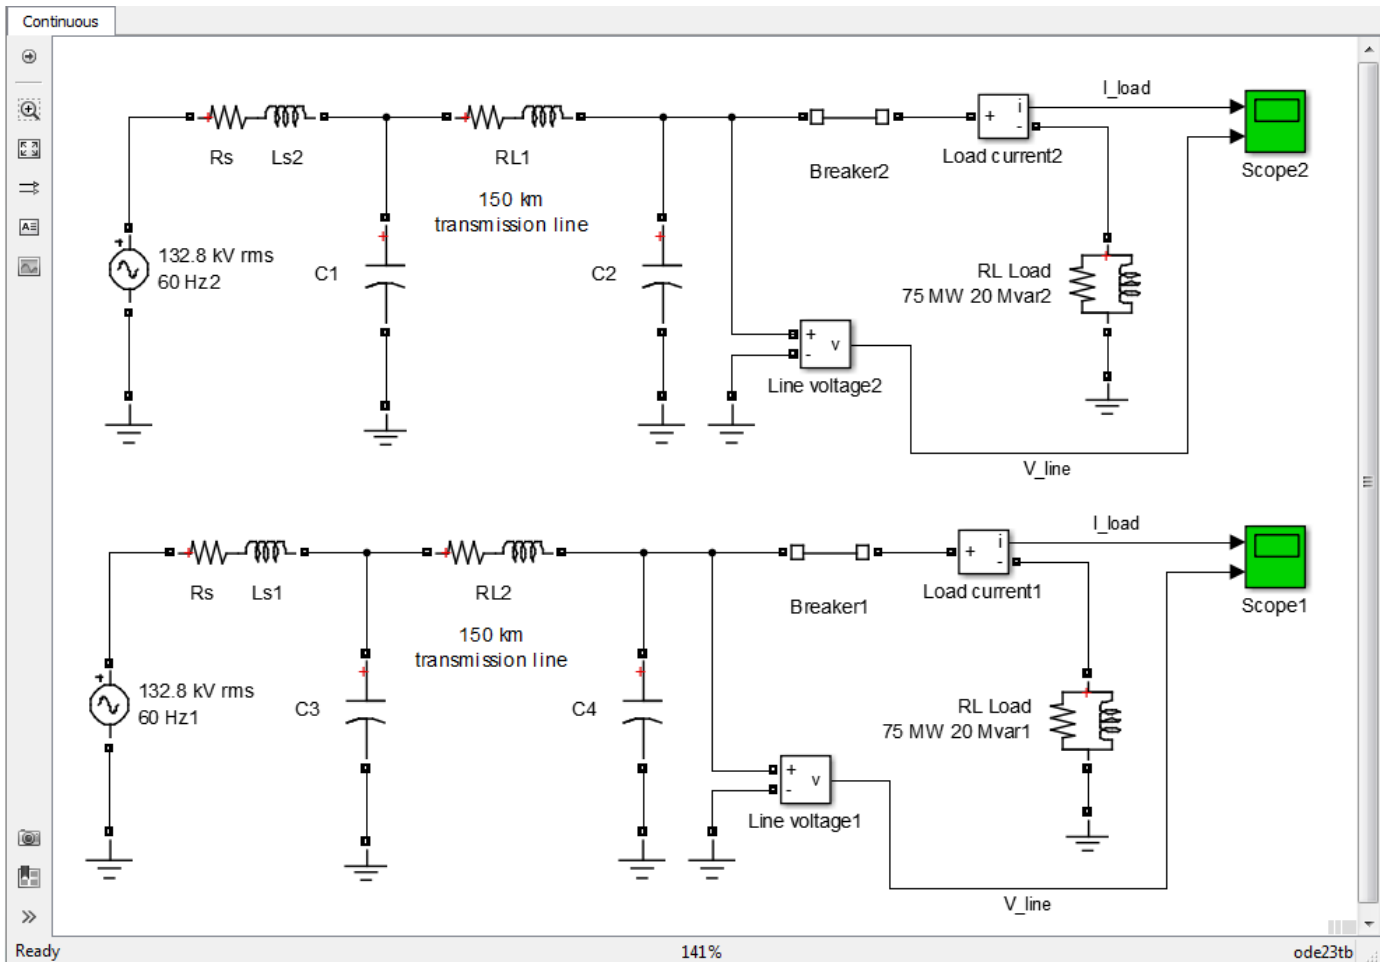 Continuous
I_load
i
+
-
Rs
Ls2
RL1
Load current2
Breaker2
Scope2
150 km
transmission line
+
132.8 kV rms
60 Hz2
C1
C2
RL Load
75 MW 20 Mvar2
+
-
v
Line voltage2
V_line
I_load
i
+
-
Rs
Ls1
RL2
Load current1
Breaker1
Scope1
150 km
transmission line
+
132.8 kV rms
60 Hz1
C3
C4
RL Load
75 MW 20 Mvar1
+
-
v
Line voltage1
V_line
Ready
141%
ode23tb